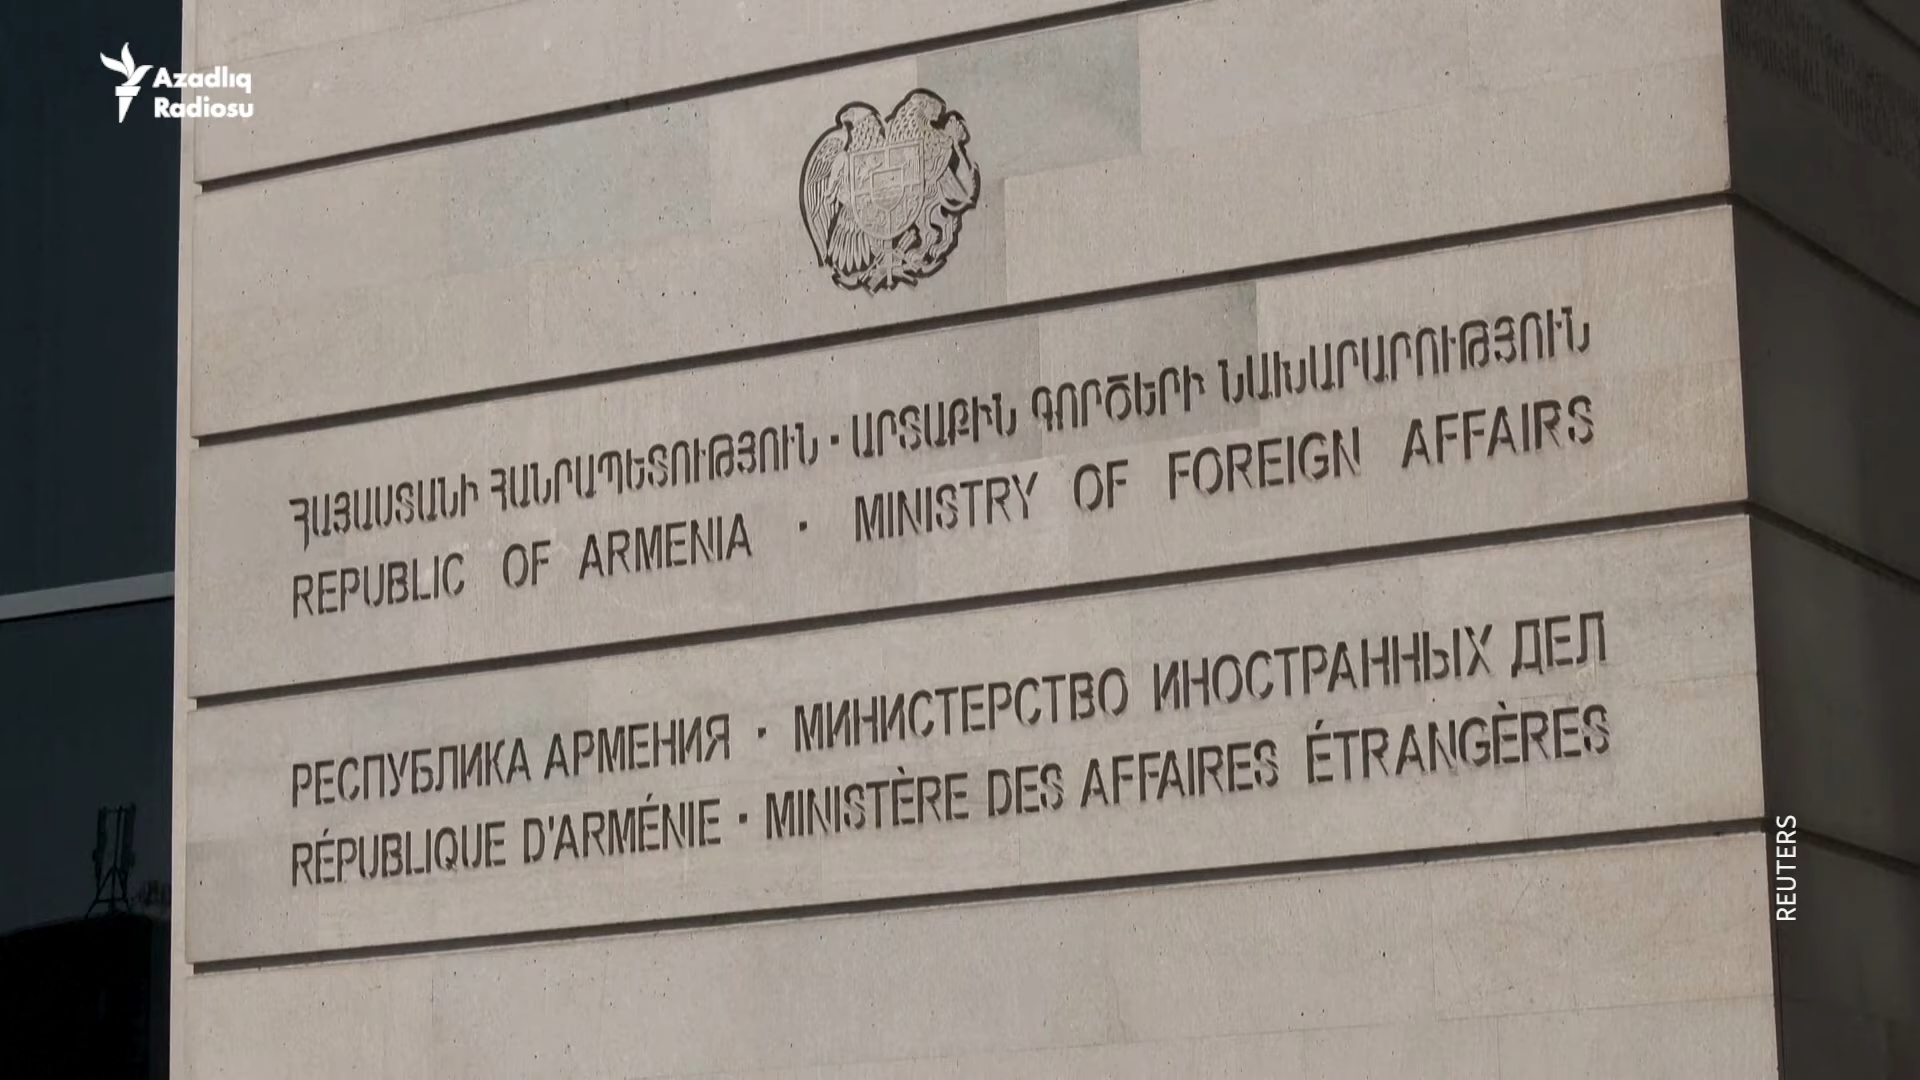 Azadlıq
Radiosu
ՀԱՅԱՍՏԱՆԻ ՀԱՆՐԱՊԵՏՈՒԹՅՈՒՆ · ԱՐՏԱՔԻՆ ԳՈՐԾԵՐԻ ՆԱԽԱՐԱՐՈՒԹՅՈՒՆ
REPUBLIC OF ARMENIA · MINISTRY OF FOREIGN AFFAIRS
РЕСПУБЛИКА АРМЕНИЯ · МИНИСТЕРСТВО ИНОСТРАННЫХ ДЕЛ
RÉPUBLIQUE D'ARMÉNIE · MINISTÈRE DES AFFAIRES ÉTRANGÈRES
REUTERS